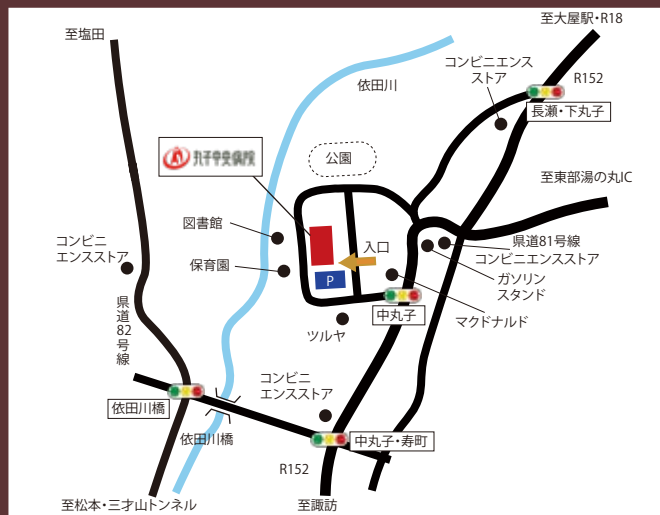 至大屋駅・R18
至塩田
コンビニエンス
ストア
R152
依田川
長瀬・下丸子
丸子中央病院
公園
至東部湯の丸IC
図書館
入口
県道81号線
コンビニ
エンスストア
保育園
コンビニエンスストア
ガソリン
スタンド
P
県道82号線
中丸子
マクドナルド
ツルヤ
コンビニ
エンスストア
依田川橋
依田川橋
中丸子・寿町
R152
至松本・三才山トンネル
至諏訪